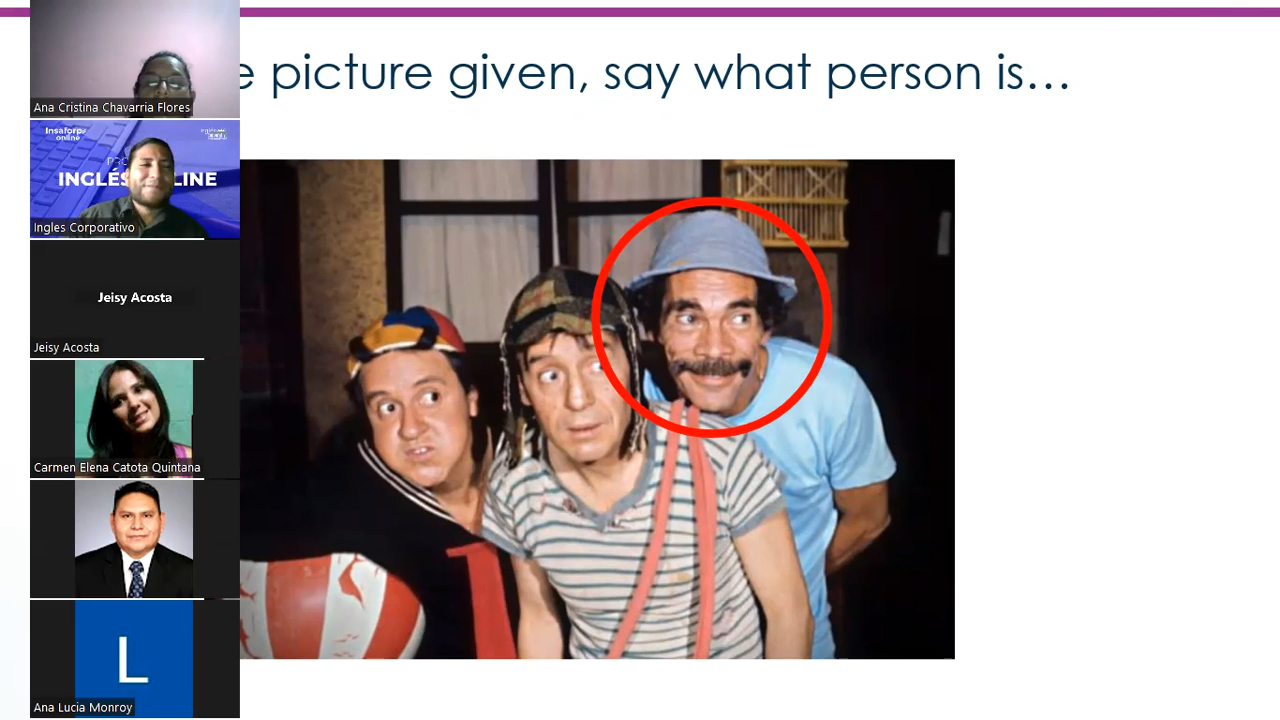 e picture given, say what person is...
Ana Cristina Chavarria Flores
Insaforp
online
INGLÉS
LINE
Ingles Corporativo
Jeisy Acosta
Jeisy Acosta
Carmen Elena Catota Quintana
L
Ana Lucia Monroy